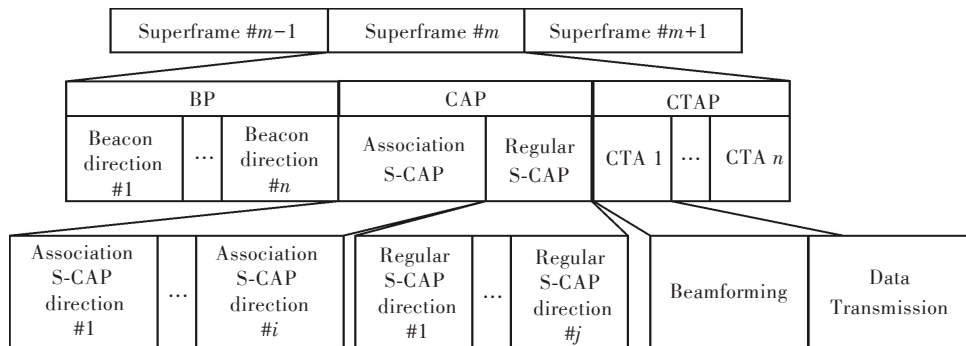 Superframe #m−1 Superframe #m Superframe #m+1
BP CAP CTAP
Beacon
direction
#1
...
Beacon
direction
#n
Association
S-CAP
Regular
S-CAP
CTA 1
...
CTA n
Association
S-CAP
direction
#1
...
Association
S-CAP
direction
#i
Regular
S-CAP
direction
#1
...
Regular
S-CAP
direction
#j
Beamforming
Data
Transmission